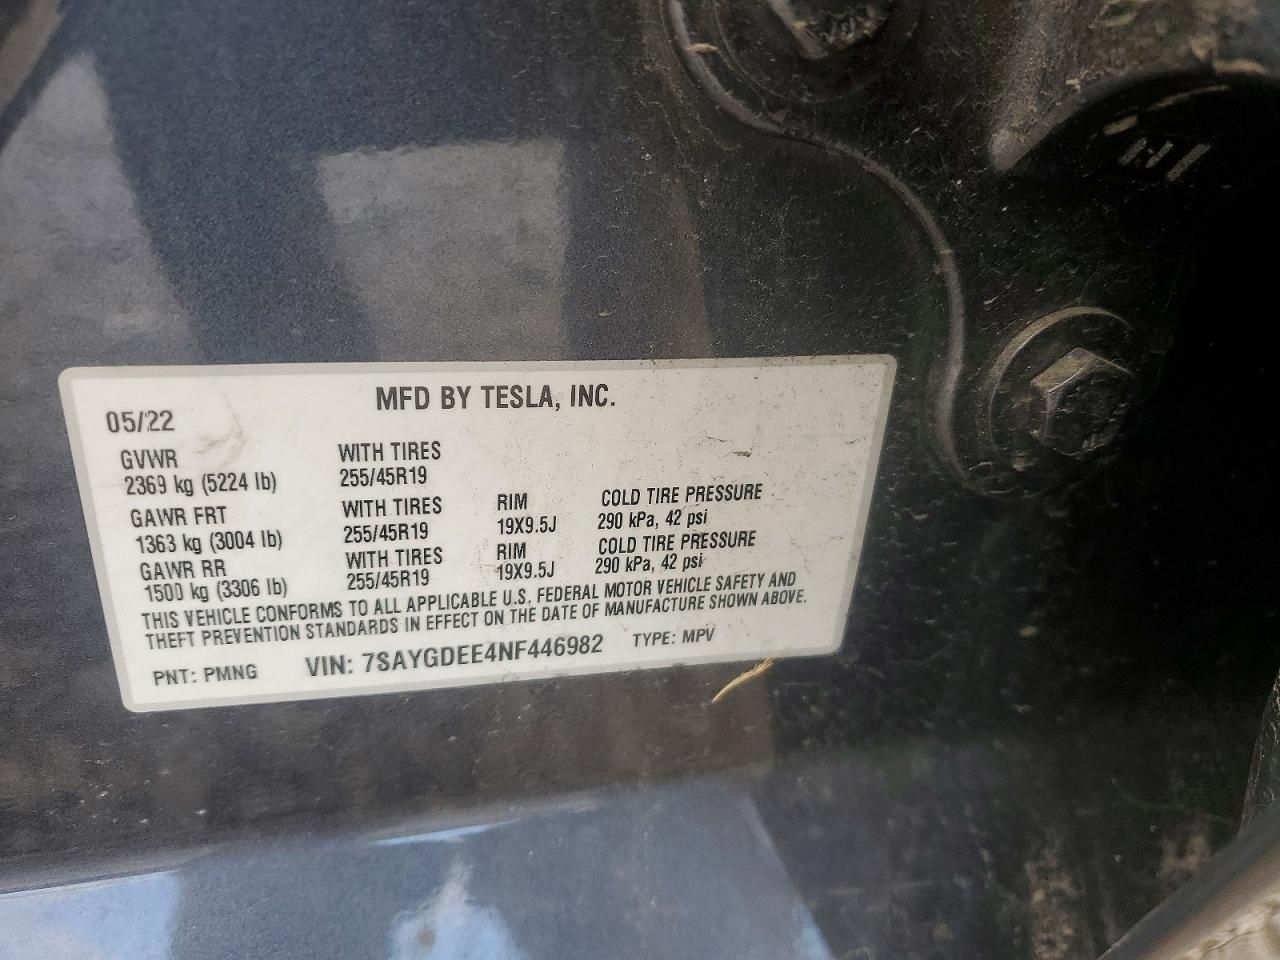 MFD BY TESLA, INC.
05/22
GVWR WITH TIRES
2369 kg (5224 lb) 255/45R19
GAWR FRT WITH TIRES RIM COLD TIRE PRESSURE
1363 kg (3004 lb) 255/45R19 19X9.5J 290 kPa, 42 psi
GAWR RR WITH TIRES RIM COLD TIRE PRESSURE
1500 kg (3306 lb) 255/45R19 19X9.5J 290 kPa, 42 psi
THIS VEHICLE CONFORMS TO ALL APPLICABLE U.S. FEDERAL MOTOR VEHICLE SAFETY AND
THEFT PREVENTION STANDARDS IN EFFECT ON THE DATE OF MANUFACTURE SHOWN ABOVE.
PNT: PMNG VIN: 7SAYGDEE4NF446982 TYPE: MPV